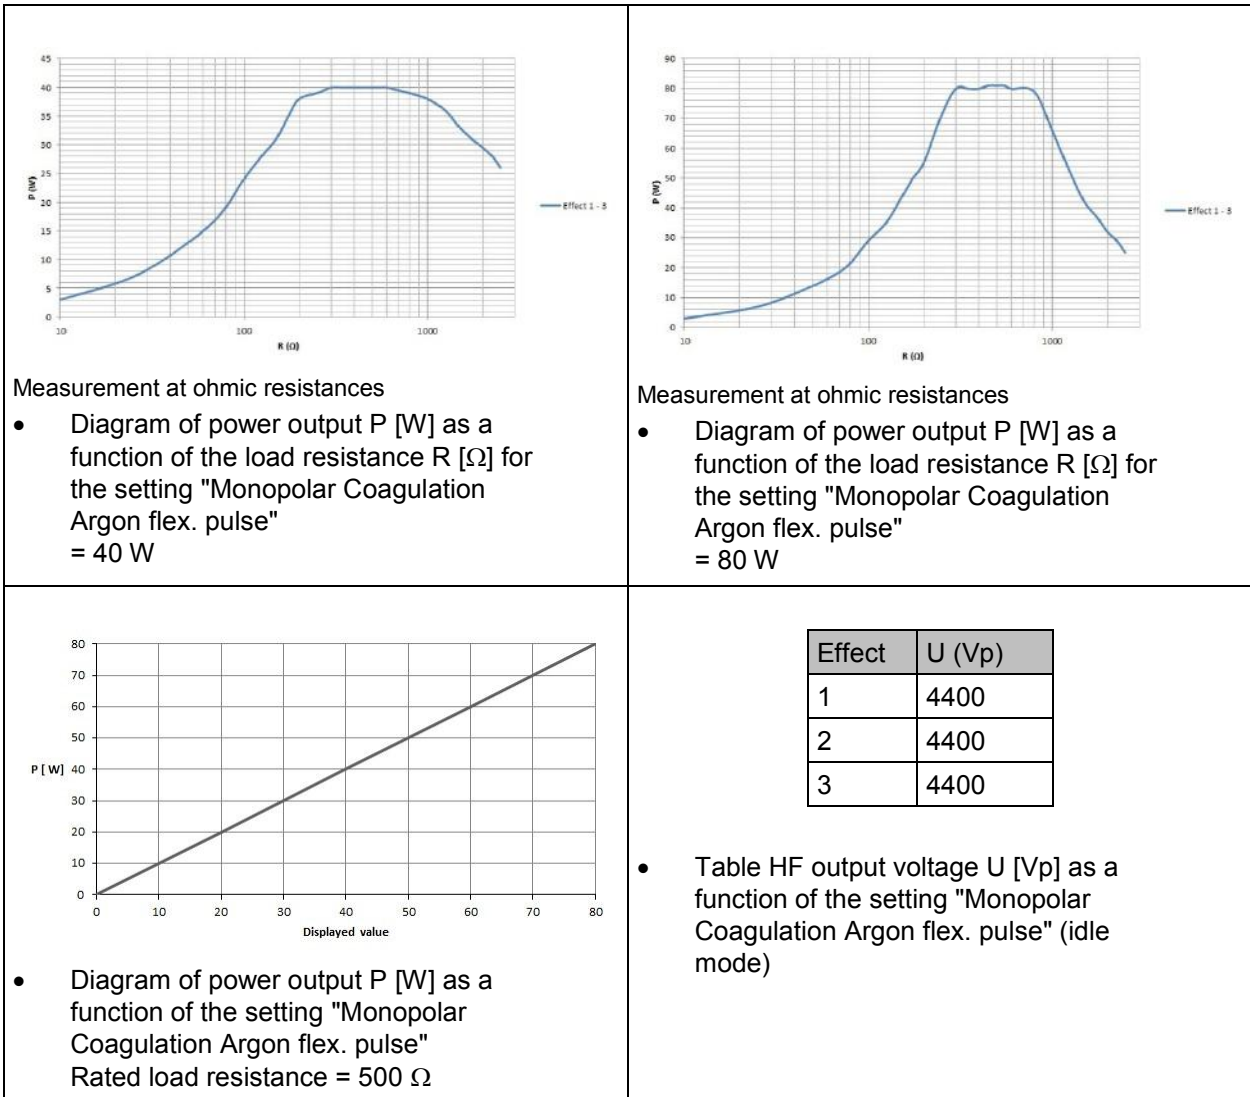 45
40
35
30
25
20
15
10
5
0
P (W)
10
100
1000
R (Ω)
Effect 1 - 3
Measurement at ohmic resistances
• Diagram of power output P [W] as a
function of the load resistance R [Ω] for
the setting "Monopolar Coagulation
Argon flex. pulse"
= 40 W
90
80
70
60
50
40
30
20
10
0
P (W)
10
100
1000
R (Ω)
Effect 1 - 3
Measurement at ohmic resistances
• Diagram of power output P [W] as a
function of the load resistance R [Ω] for
the setting "Monopolar Coagulation
Argon flex. pulse"
= 80 W
80
70
60
50
P [ W] 40
30
20
10
0
0 10 20 30 40 50 60 70 80
Displayed value
• Diagram of power output P [W] as a
function of the setting "Monopolar
Coagulation Argon flex. pulse"
Rated load resistance = 500 Ω
Effect U (Vp)
1 4400
2 4400
3 4400
• Table HF output voltage U [Vp] as a
function of the setting "Monopolar
Coagulation Argon flex. pulse" (idle
mode)